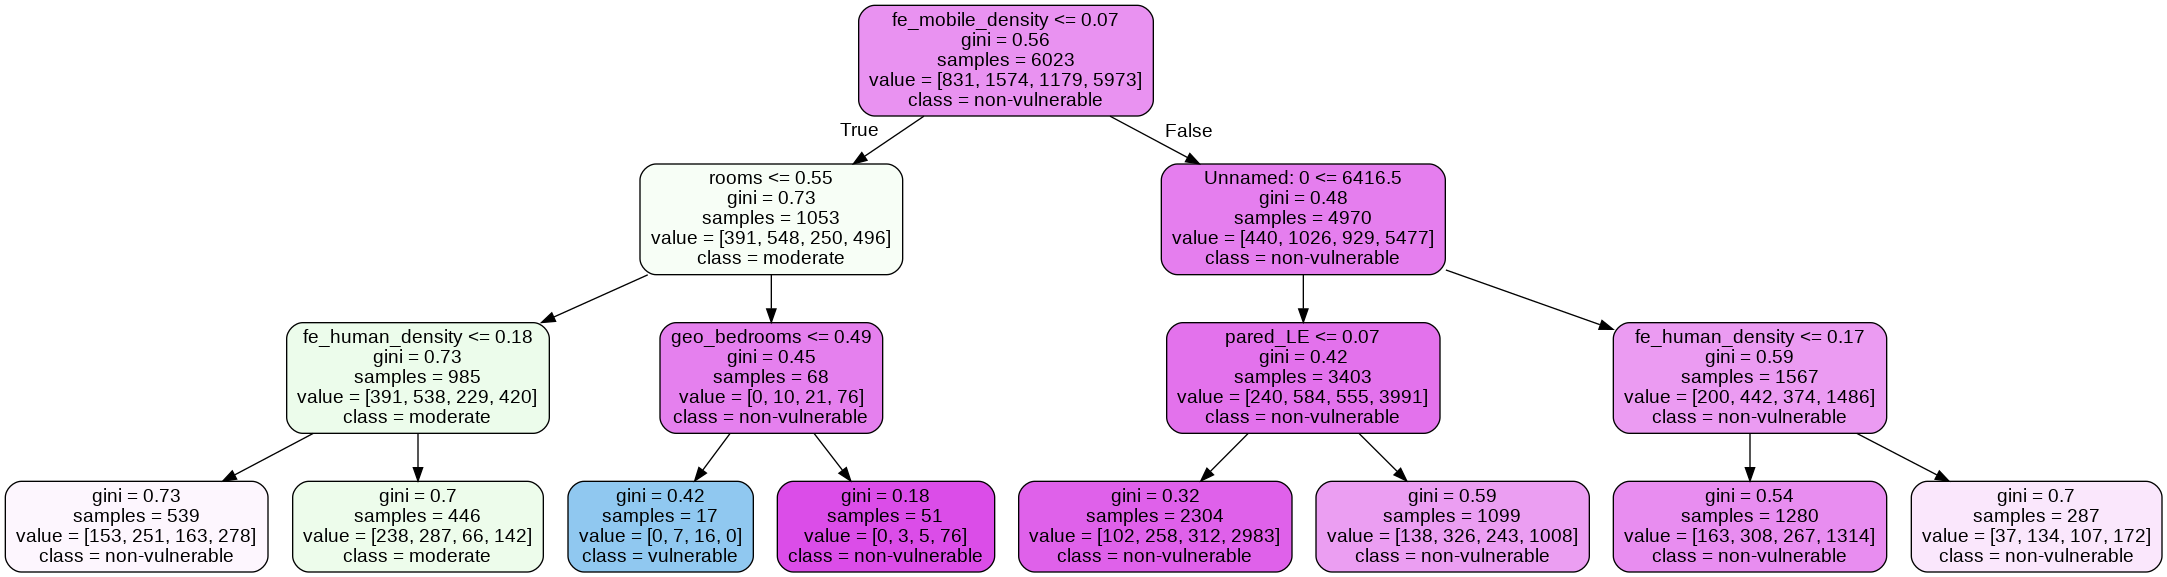 fe_mobile_density <= 0.07
gini = 0.56
samples = 6023
value = [831, 1574, 1179, 5973]
class = non-vulnerable
True
False
rooms <= 0.55
gini = 0.73
samples = 1053
value = [391, 548, 250, 496]
class = moderate
Unnamed: 0 <= 6416.5
gini = 0.48
samples = 4970
value = [440, 1026, 929, 5477]
class = non-vulnerable
fe_human_density <= 0.18
gini = 0.73
samples = 985
value = [391, 538, 229, 420]
class = moderate
geo_bedrooms <= 0.49
gini = 0.45
samples = 68
value = [0, 10, 21, 76]
class = non-vulnerable
pared_LE <= 0.07
gini = 0.42
samples = 3403
value = [240, 584, 555, 3991]
class = non-vulnerable
fe_human_density <= 0.17
gini = 0.59
samples = 1567
value = [200, 442, 374, 1486]
class = non-vulnerable
gini = 0.73
samples = 539
value = [153, 251, 163, 278]
class = non-vulnerable
gini = 0.7
samples = 446
value = [238, 287, 66, 142]
class = moderate
gini = 0.42
samples = 17
value = [0, 7, 16, 0]
class = vulnerable
gini = 0.18
samples = 51
value = [0, 3, 5, 76]
class = non-vulnerable
gini = 0.32
samples = 2304
value = [102, 258, 312, 2983]
class = non-vulnerable
gini = 0.59
samples = 1099
value = [138, 326, 243, 1008]
class = non-vulnerable
gini = 0.54
samples = 1280
value = [163, 308, 267, 1314]
class = non-vulnerable
gini = 0.7
samples = 287
value = [37, 134, 107, 172]
class = non-vulnerable